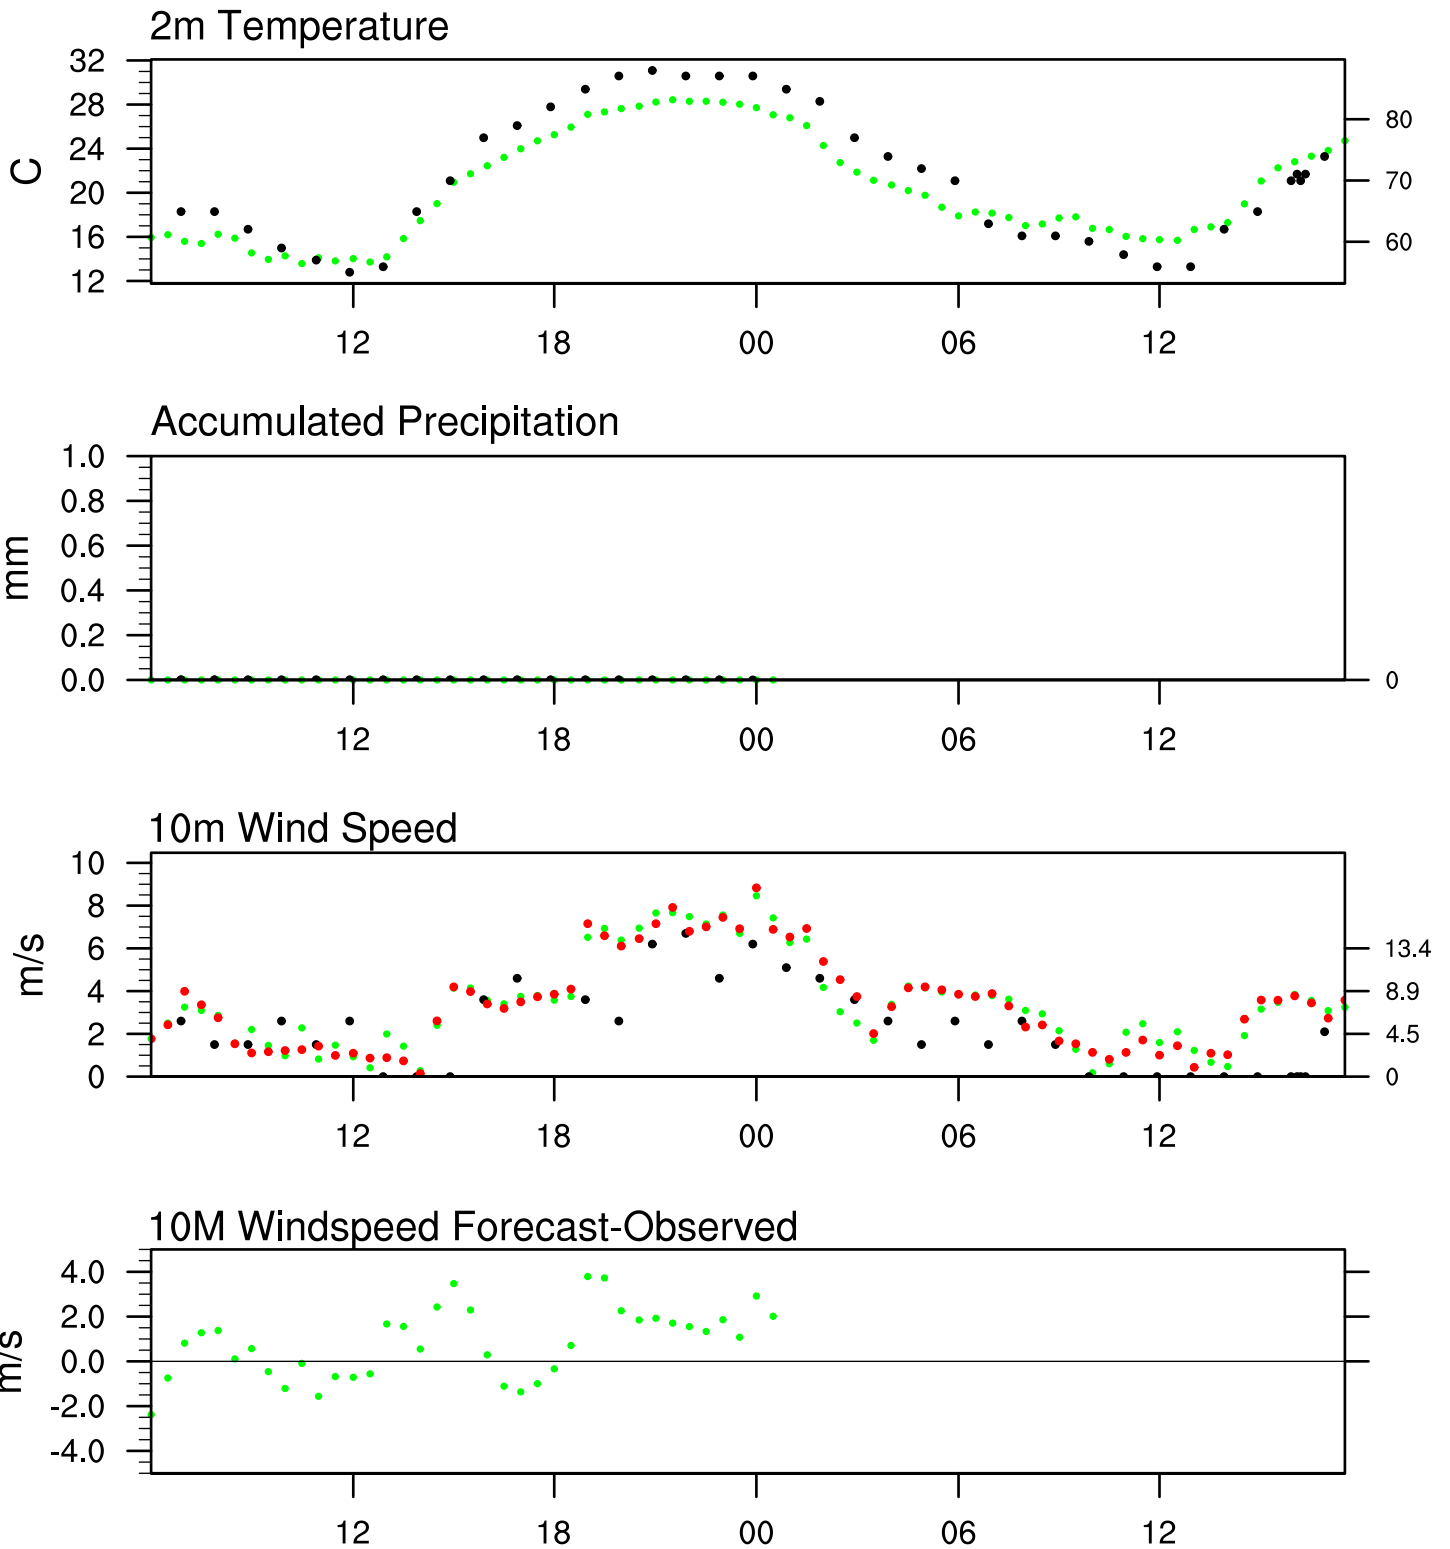 2m Temperature
32
28
24
20
16
12
C
80
70
60
12 18 00 06 12
Accumulated Precipitation
1.0
0.8
0.6
0.4
0.2
0.0
mm
0
12 18 00 06 12
10m Wind Speed
10
8
6
4
2
0
m/s
13.4
8.9
4.5
0
12 18 00 06 12
10M Windspeed Forecast-Observed
4.0
2.0
0.0
-2.0
-4.0
m/s
12 18 00 06 12